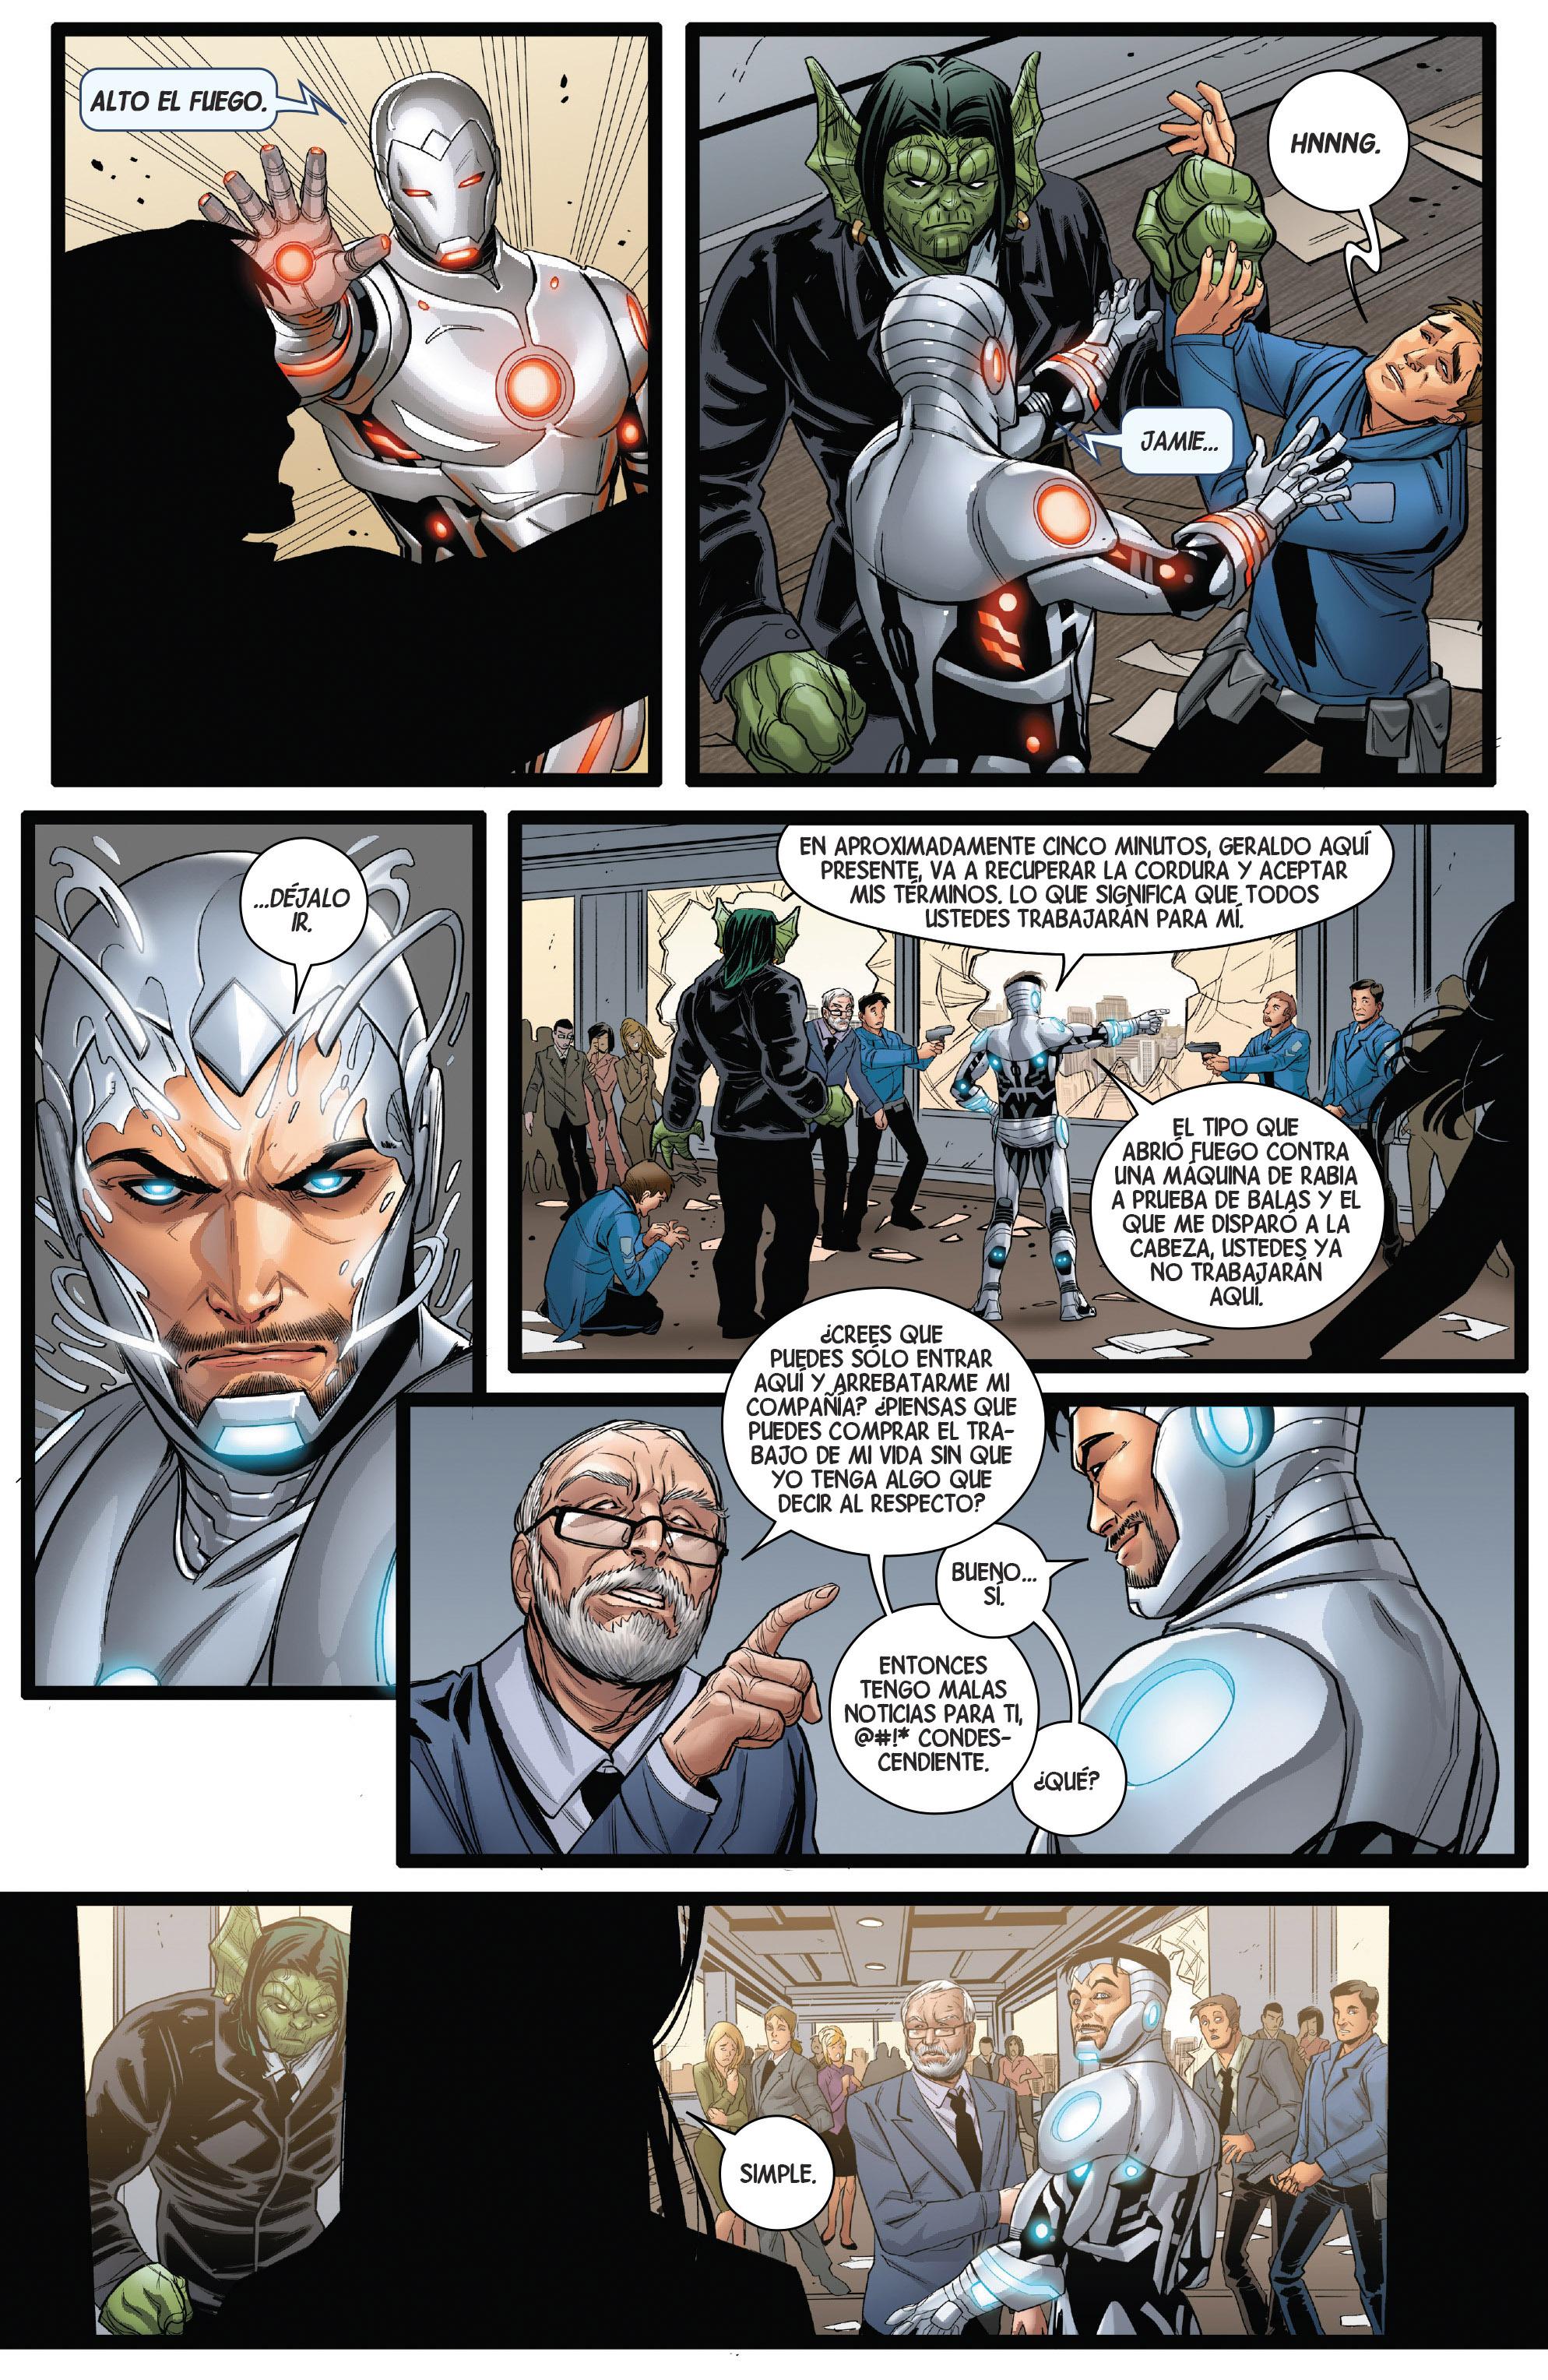 ALTO EL FUEGO.
HNNNG.
JAMIE...
...DÉJALO
IR.
EN APROXIMADAMENTE CINCO MINUTOS, GERALDO AQUÍ
PRESENTE, VA A RECUPERAR LA CORDURA Y ACEPTAR
MIS TÉRMINOS. LO QUE SIGNIFICA QUE TODOS
USTEDES TRABAJARÁN PARA MÍ.
EL TIPO QUE
ABRIÓ FUEGO CONTRA
UNA MÁQUINA DE RABIA
A PRUEBA DE BALAS Y EL
QUE ME DISPARÓ A LA
CABEZA, USTEDES YA
NO TRABAJARÁN
AQUÍ.
¿CREES QUE
PUEDES SÓLO ENTRAR
AQUÍ Y ARREBATARME MI
COMPAÑÍA? ¿PIENSAS QUE
PUEDES COMPRAR EL TRA-
BAJO DE MI VIDA SIN QUE
YO TENGA ALGO QUE
DECIR AL RESPECTO?
BUENO...
SÍ.
ENTONCES
TENGO MALAS
NOTICIAS PARA TI,
@#!* CONDES-
CENDIENTE.
¿QUÉ?
SIMPLE.